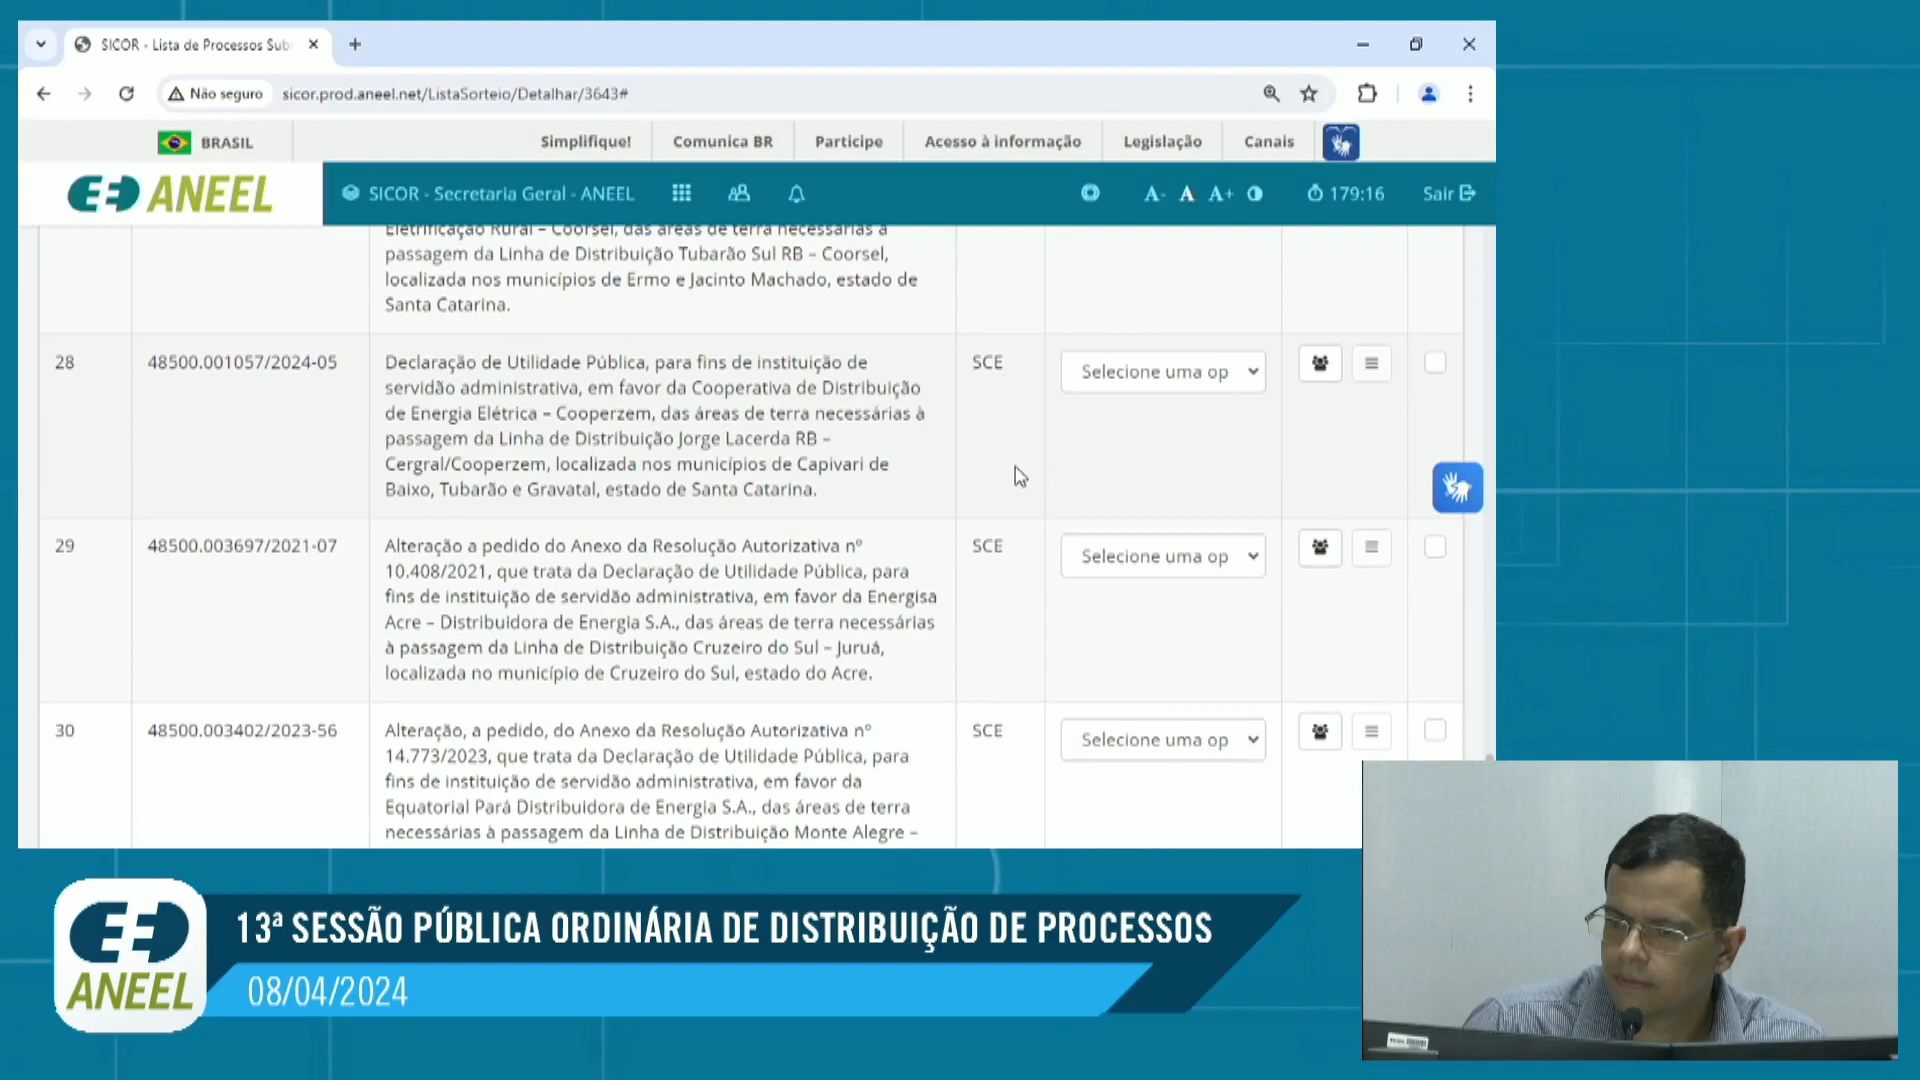 SICOR - Lista de Processos Sub
Não seguro
sicor.prod.aneel.net/ListaSorteio/Detalhar/3643#
BRASIL
Simplifique!
Comunica BR
Participe
Acesso à informação
Legislação
Canais
ANEEL
SICOR - Secretaria Geral - ANEEL
A-
A
A+
179:16
Sair
Eletrificação Rural – Coorsel, das áreas de terra necessárias à
passagem da Linha de Distribuição Tubarão Sul RB – Coorsel,
localizada nos municípios de Ermo e Jacinto Machado, estado de
Santa Catarina.
28
48500.001057/2024-05
Declaração de Utilidade Pública, para fins de instituição de
servidão administrativa, em favor da Cooperativa de Distribuição
de Energia Elétrica – Cooperzem, das áreas de terra necessárias à
passagem da Linha de Distribuição Jorge Lacerda RB –
Cergral/Cooperzem, localizada nos municípios de Capivari de
Baixo, Tubarão e Gravatal, estado de Santa Catarina.
SCE
Selecione uma op
29
48500.003697/2021-07
Alteração a pedido do Anexo da Resolução Autorizativa nº
10.408/2021, que trata da Declaração de Utilidade Pública, para
fins de instituição de servidão administrativa, em favor da Energisa
Acre – Distribuidora de Energia S.A., das áreas de terra necessárias
à passagem da Linha de Distribuição Cruzeiro do Sul – Juruá,
localizada no município de Cruzeiro do Sul, estado do Acre.
SCE
Selecione uma op
30
48500.003402/2023-56
Alteração, a pedido, do Anexo da Resolução Autorizativa nº
14.773/2023, que trata da Declaração de Utilidade Pública, para
fins de instituição de servidão administrativa, em favor da
Equatorial Pará Distribuidora de Energia S.A., das áreas de terra
necessárias à passagem da Linha de Distribuição Monte Alegre –
SCE
Selecione uma op
ANEEL
13ª SESSÃO PÚBLICA ORDINÁRIA DE DISTRIBUIÇÃO DE PROCESSOS
08/04/2024